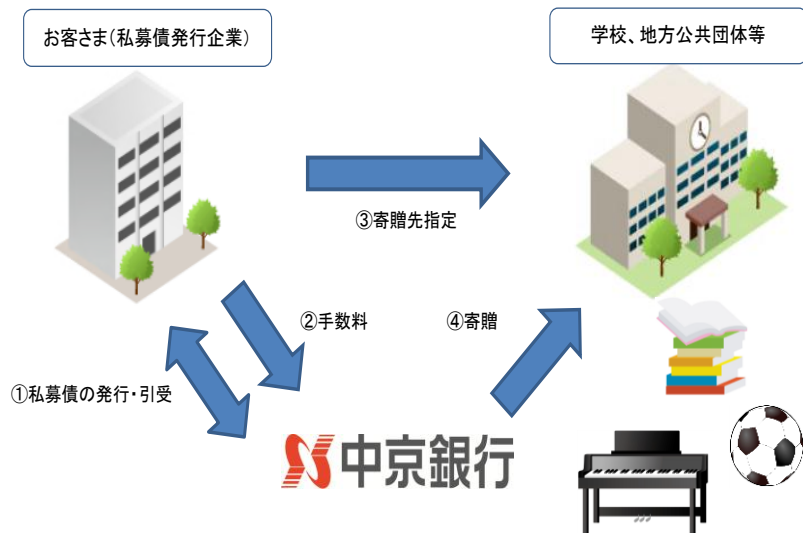 お客さま(私募債発行企業)
学校、地方公共団体等
③寄贈先指定
②手数料
④寄贈
①私募債の発行・引受
中京銀行